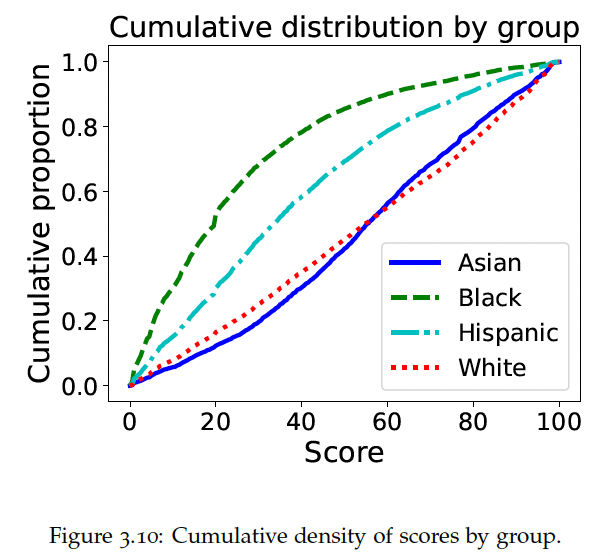 Cumulative distribution by group
Cumulative proportion
1.0
0.8
0.6
0.4
0.2
0.0
Asian
Black
Hispanic
White
0 20 40 60 80 100
Score
Figure 3.10: Cumulative density of scores by group.